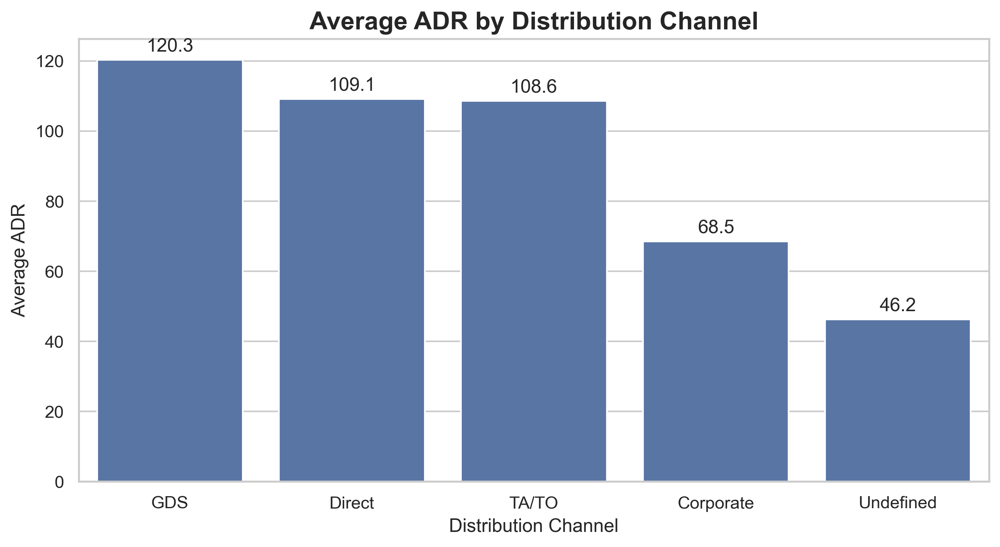 Average ADR by Distribution Channel
120.3
109.1
108.6
68.5
46.2
120
100
80
60
40
20
0
Average ADR
GDS
Direct
TA/TO
Corporate
Undefined
Distribution Channel